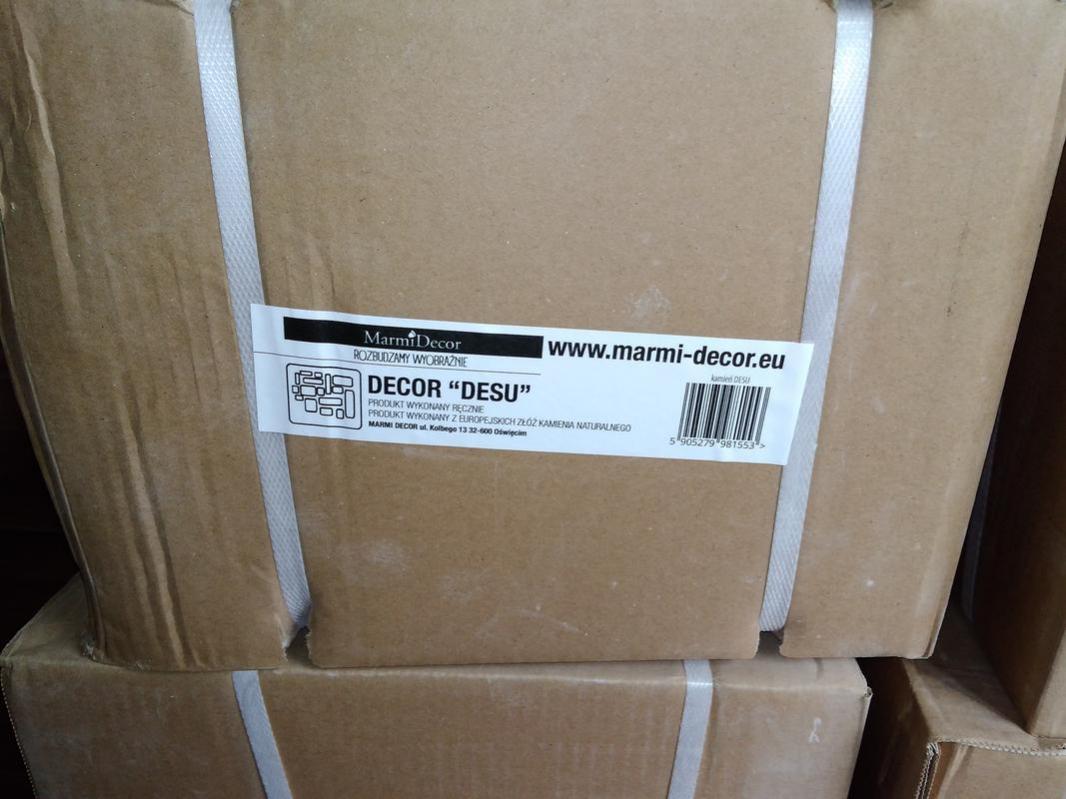 MarmiDecor
ROZBUDZAMY WYOBRAŹNIE
www.marmi-decor.eu
DECOR “DESU”
PRODUKT WYKONANY RĘCZNIE
PRODUKT WYKONANY Z EUROPEJSKICH ZŁÓŻ KAMIENIA NATURALNEGO
MARMI DECOR ul. Kolbego 13 32-600 Oświęcim
kamień DESU
5 905279 981553 >